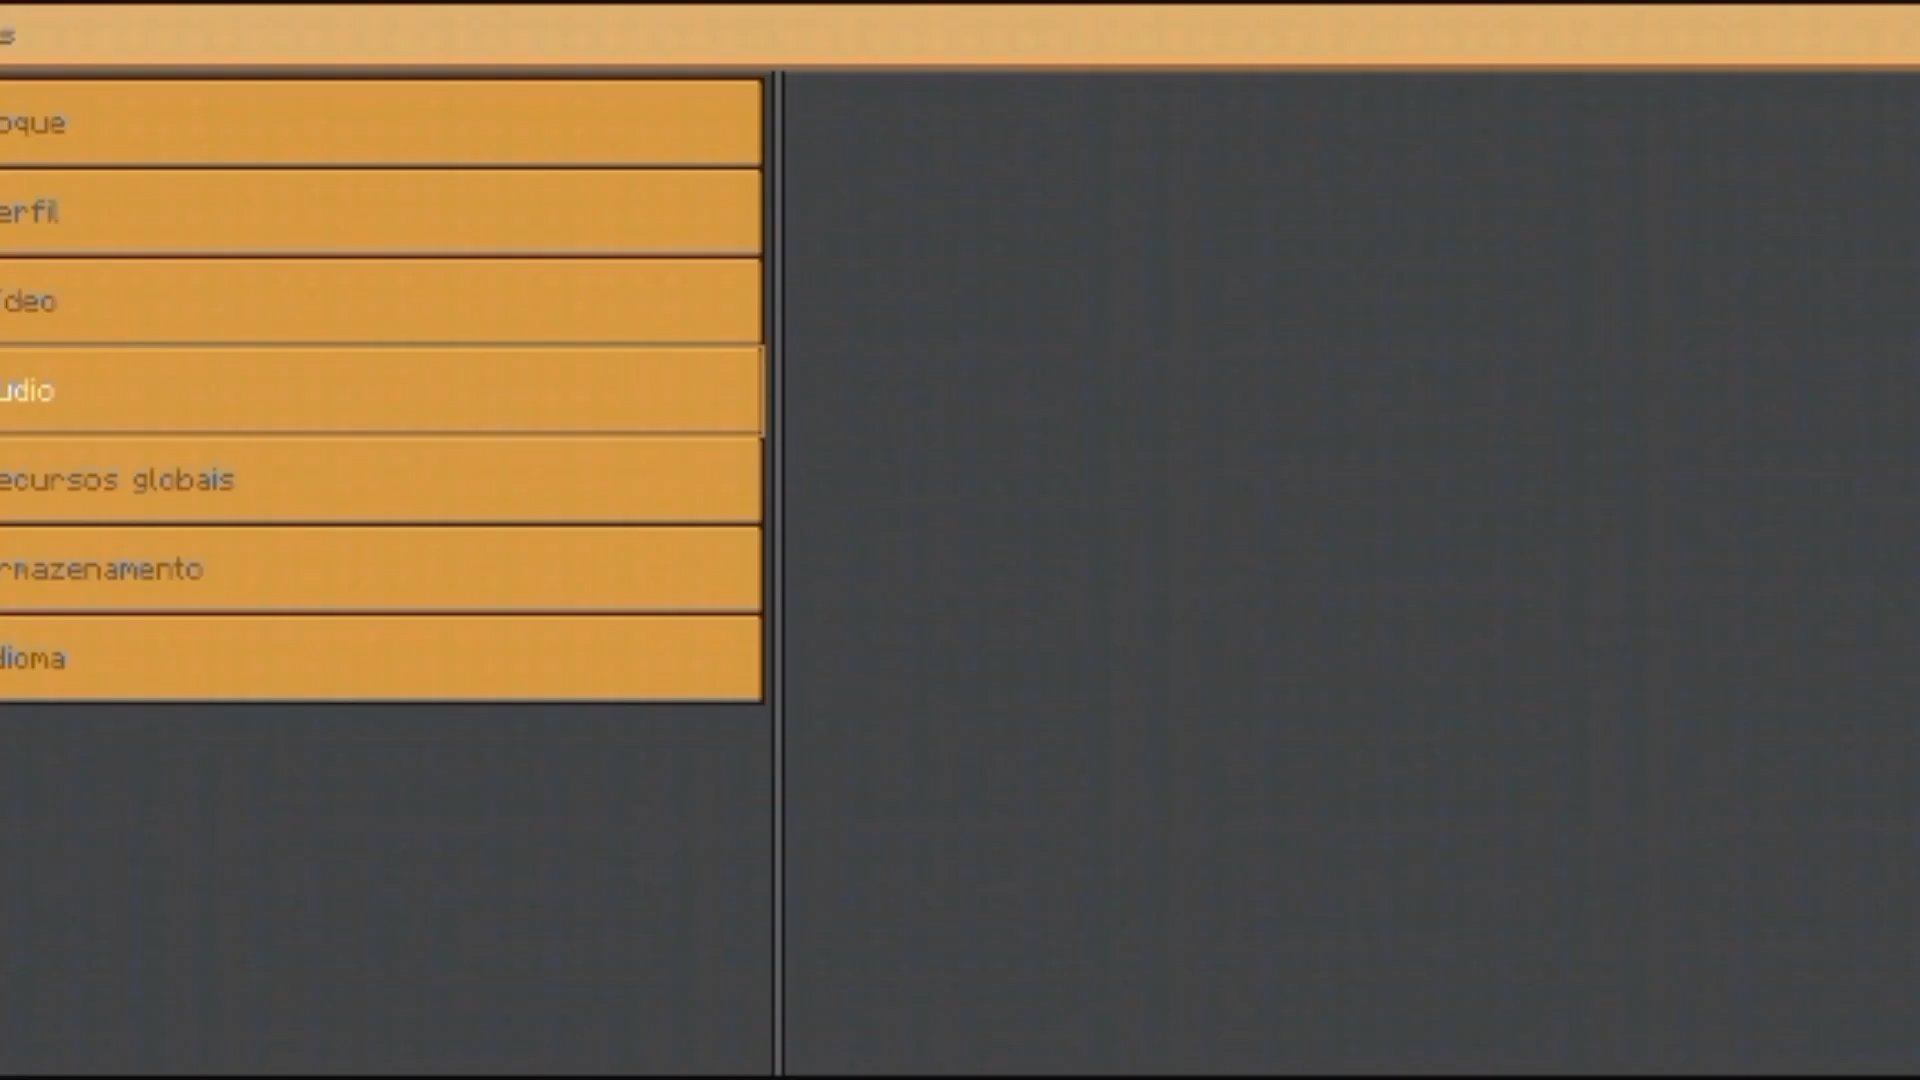 s
oque
erfil
ídeo
udio
ecursos globais
rmazenamento
dioma